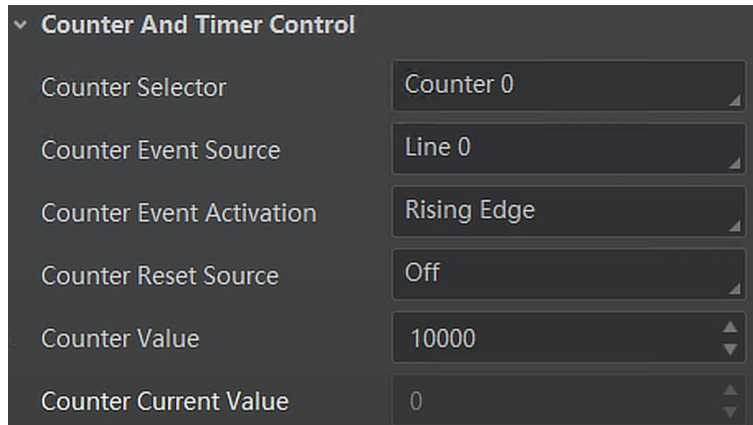 Counter And Timer Control
Counter Selector Counter 0
Counter Event Source Line 0
Counter Event Activation Rising Edge
Counter Reset Source Off
Counter Value 10000
Counter Current Value 0